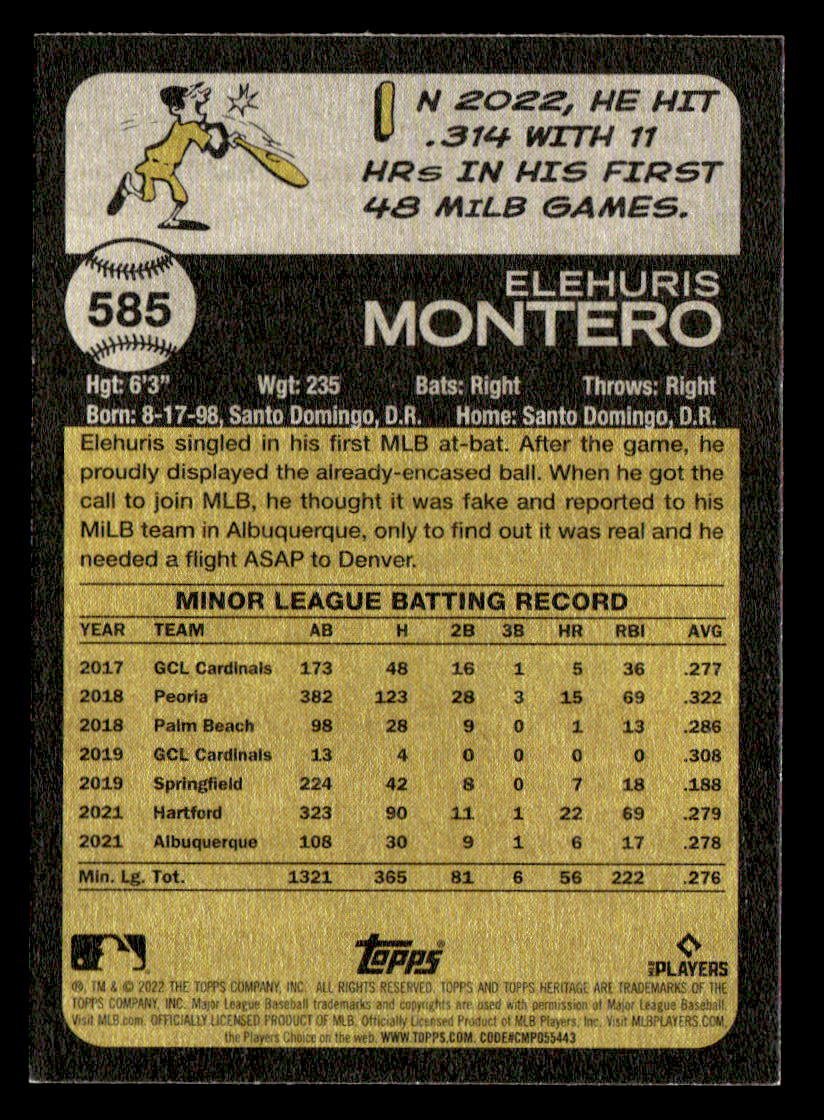 IN 2022, HE HIT
.314 WITH 11
HRs IN HIS FIRST
48 MiLB GAMES.
585
ELEHURIS
MONTERO
Hgt: 6'3" Wgt: 235 Bats: Right Throws: Right
Born: 8-17-98, Santo Domingo, D.R. Home: Santo Domingo, D.R.
Elehuris singled in his first MLB at-bat. After the game, he
proudly displayed the already-encased ball. When he got the
call to join MLB, he thought it was fake and reported to his
MiLB team in Albuquerque, only to find out it was real and he
needed a flight ASAP to Denver.
MINOR LEAGUE BATTING RECORD
YEAR TEAM AB H 2B 3B HR RBI AVG
2017 GCL Cardinals 173 48 16 1 5 36 .277
2018 Peoria 382 123 28 3 15 69 .322
2018 Palm Beach 98 28 9 0 1 13 .286
2019 GCL Cardinals 13 4 0 0 0 0 .308
2019 Springfield 224 42 8 0 7 18 .188
2021 Hartford 323 90 11 1 22 69 .279
2021 Albuquerque 108 30 9 1 6 17 .278
Min. Lg. Tot. 1321 365 81 6 56 222 .276
Topps®
MLB PLAYERS
®, TM & © 2022 THE TOPPS COMPANY, INC. ALL RIGHTS RESERVED. TOPPS AND TOPPS HERITAGE ARE TRADEMARKS OF THE
TOPPS COMPANY, INC. Major League Baseball trademarks and copyrights are used with permission of Major League Baseball.
Visit MLB.com. OFFICIALLY LICENSED PRODUCT OF MLB. Officially Licensed Product of MLB Players, Inc. Visit MLBPLAYERS.COM,
the Players Choice on the web. WWW.TOPPS.COM. CODE#CMP055443